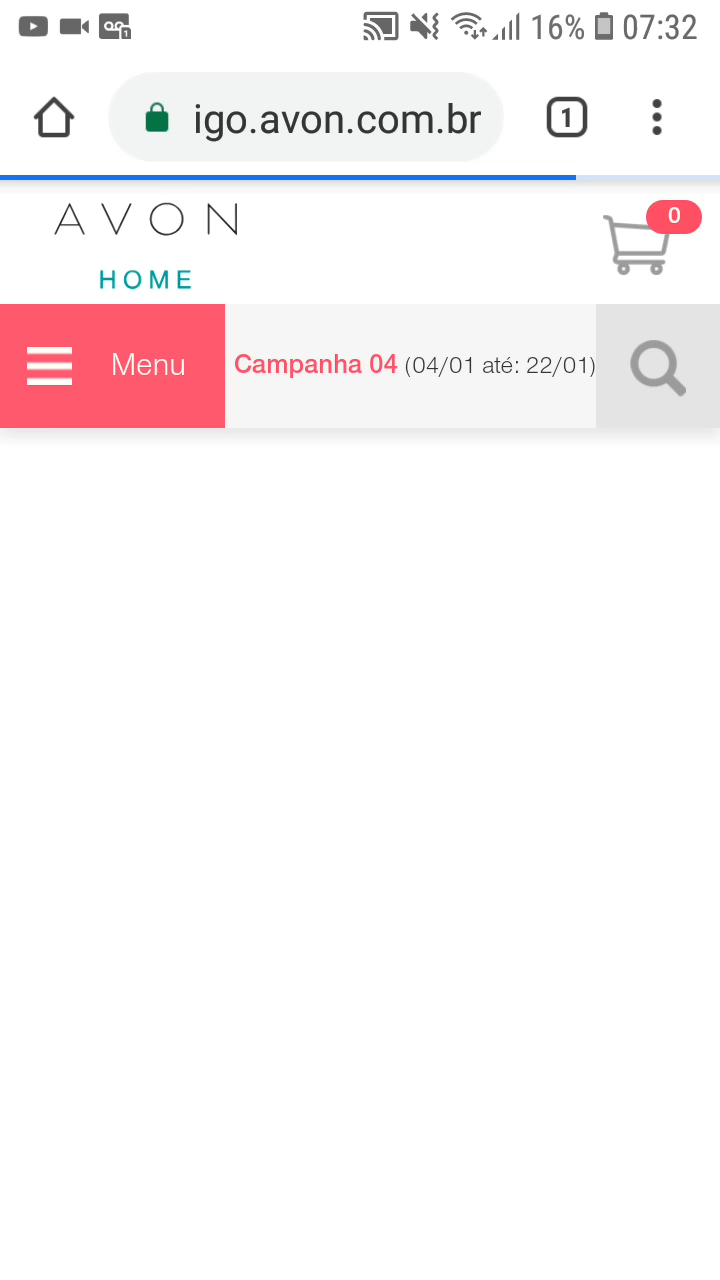 16% 07:32
igo.avon.com.br
1
AVON
0
HOME
Menu
Campanha 04 (04/01 até: 22/01)